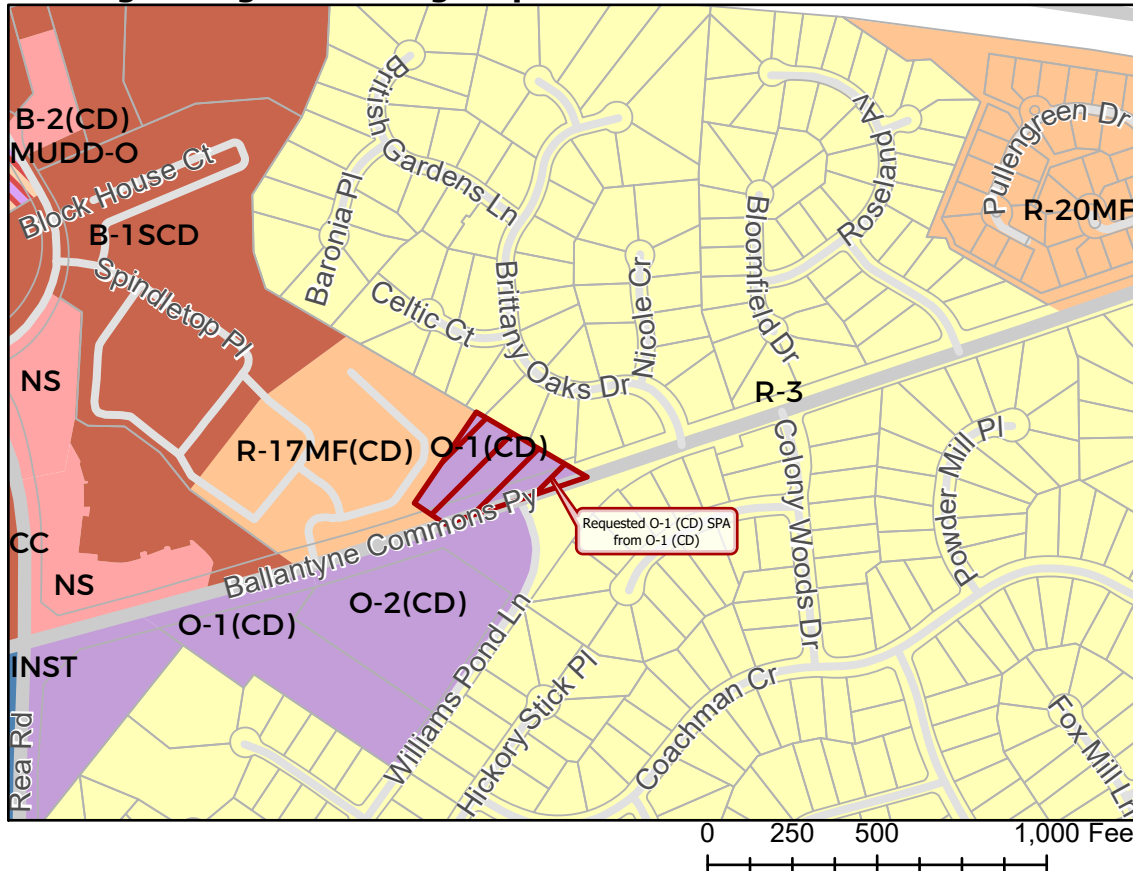 British Gardens Ln
Roseland Av
Pullengreen Dr
B-2(CD)
MUDD-O
Block House Ct
R-20MF
B-1SCD
Baronia Pl
Bloomfield Dr
Spindletop Pl
Brittany Oaks Dr
Nicole Cr
Celtic Ct
NS
R-3
R-17MF(CD)
O-1(CD)
Colony Woods Dr
Powder Mill Pl
Requested O-1 (CD) SPA
from O-1 (CD)
Ballantyne Commons Py
CC
NS
O-2(CD)
O-1(CD)
INST
Williams Pond Ln
Hickory Stick Pl
Coachman Cr
Fox Mill Ln
Rea Rd
0 250 500 1,000 Fee